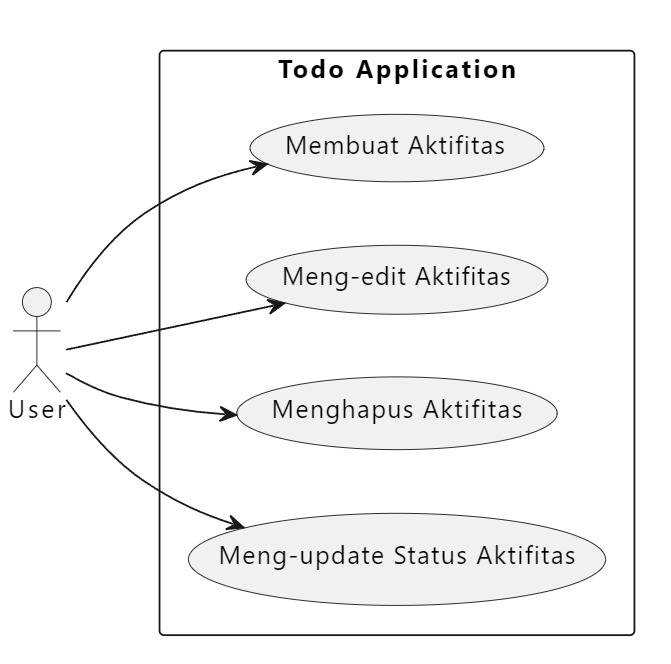 Todo Application
Membuat Aktifitas
Meng-edit Aktifitas
User
Menghapus Aktifitas
Meng-update Status Aktifitas